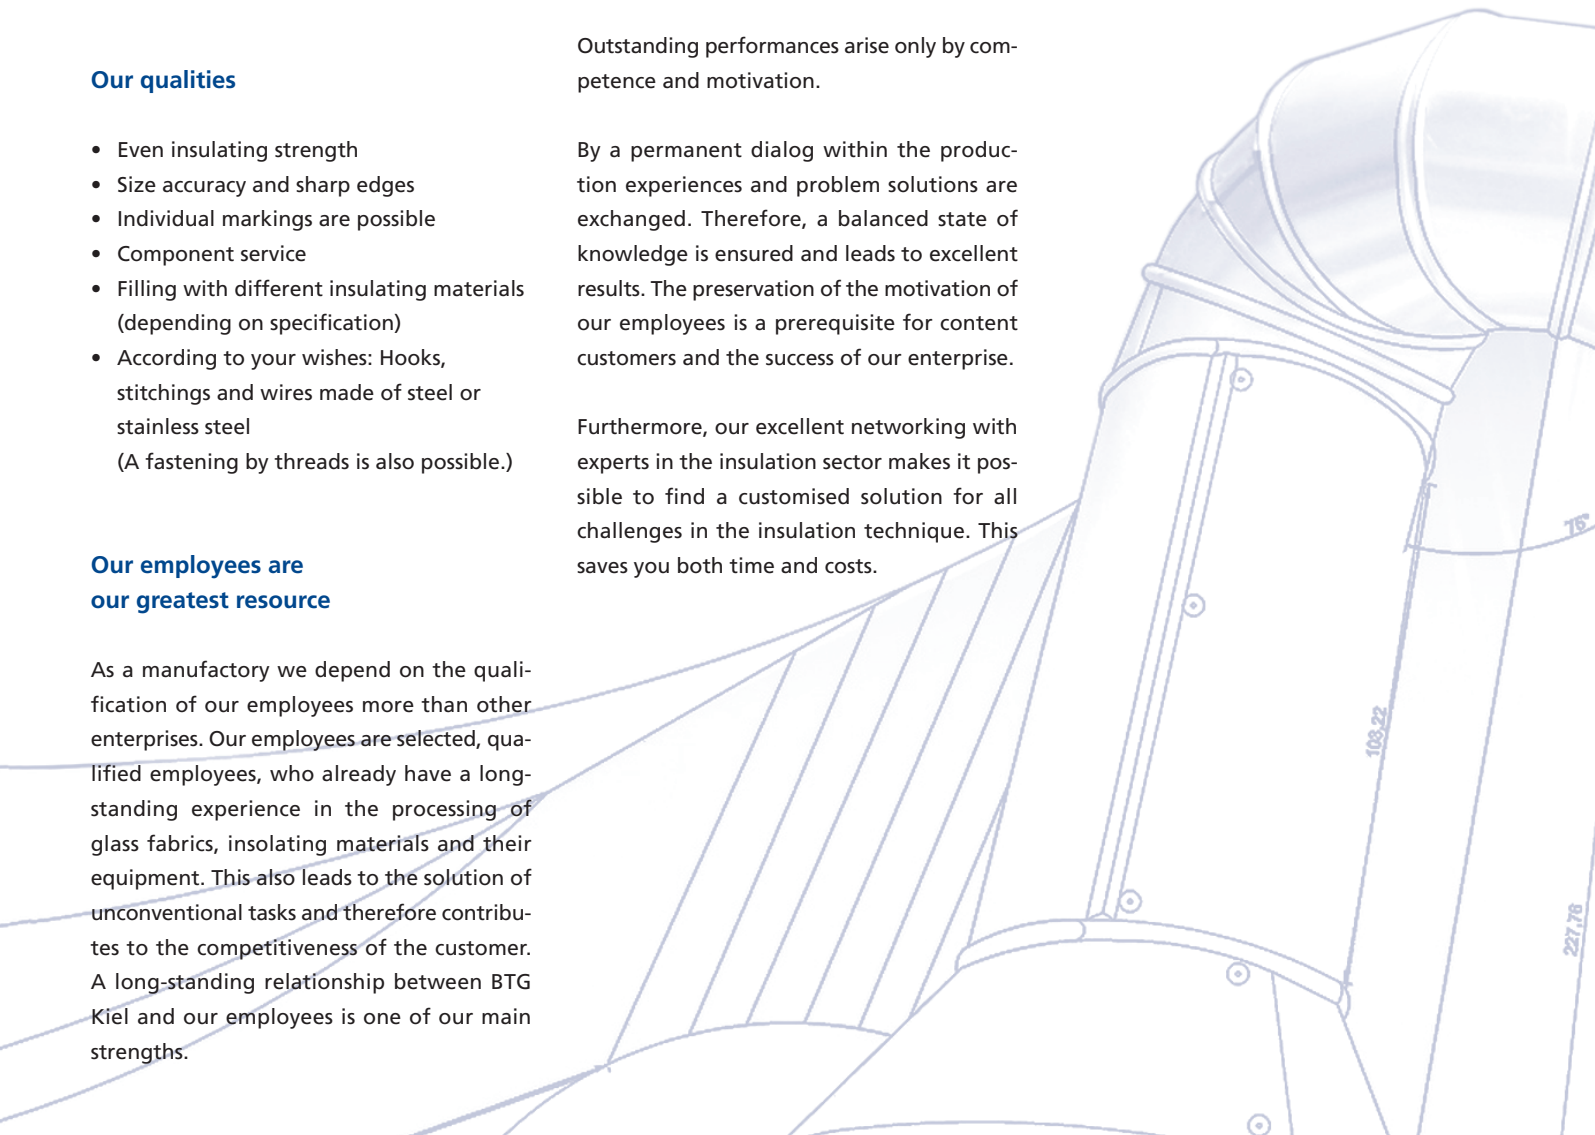 Our qualities
• Even insulating strength
• Size accuracy and sharp edges
• Individual markings are possible
• Component service
• Filling with different insulating materials
(depending on specification)
• According to your wishes: Hooks,
stitchings and wires made of steel or
stainless steel
(A fastening by threads is also possible.)
Our employees are
our greatest resource
As a manufactory we depend on the quali-
fication of our employees more than other
enterprises. Our employees are selected, qua-
lified employees, who already have a long-
standing experience in the processing of
glass fabrics, insolating materials and their
equipment. This also leads to the solution of
unconventional tasks and therefore contribu-
tes to the competitiveness of the customer.
A long-standing relationship between BTG
Kiel and our employees is one of our main
strengths.
Outstanding performances arise only by com-
petence and motivation.
By a permanent dialog within the produc-
tion experiences and problem solutions are
exchanged. Therefore, a balanced state of
knowledge is ensured and leads to excellent
results. The preservation of the motivation of
our employees is a prerequisite for content
customers and the success of our enterprise.
Furthermore, our excellent networking with
experts in the insulation sector makes it pos-
sible to find a customised solution for all
challenges in the insulation technique. This
saves you both time and costs.
76°
103,22
227,76